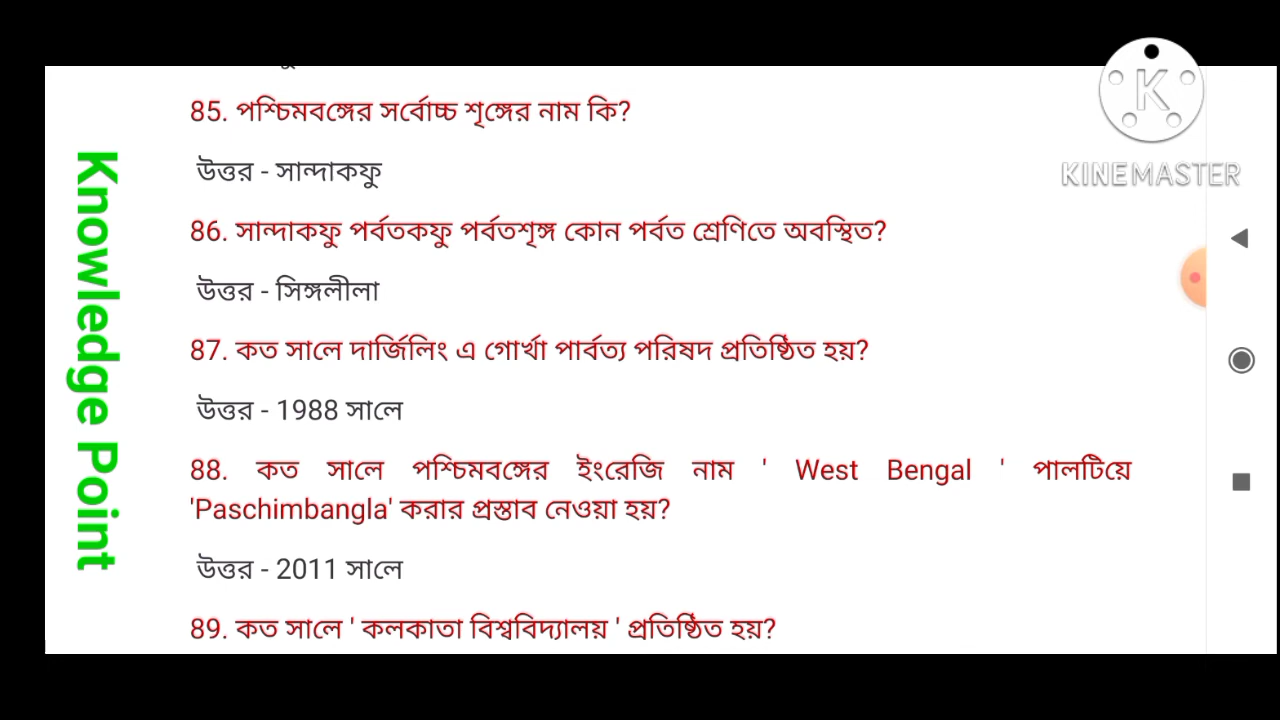 85. পশ্চিমবঙ্গের সর্বোচ্চ শৃঙ্গের নাম কি?
উত্তর - সান্দাকফু
86. সান্দাকফু পর্বতকফু পর্বতশৃঙ্গ কোন পর্বত শ্রেণিতে অবস্থিত?
উত্তর - সিঙ্গলীলা
87. কত সালে দার্জিলিং এ গোর্খা পার্বত্য পরিষদ প্রতিষ্ঠিত হয়?
উত্তর - 1988 সালে
88. কত সালে পশ্চিমবঙ্গের ইংরেজি নাম ' West Bengal ' পালটিয়ে
'Paschimbangla' করার প্রস্তাব নেওয়া হয়?
উত্তর - 2011 সালে
89. কত সালে ' কলকাতা বিশ্ববিদ্যালয় ' প্রতিষ্ঠিত হয়?
Knowledge Point
K
KINEMASTER